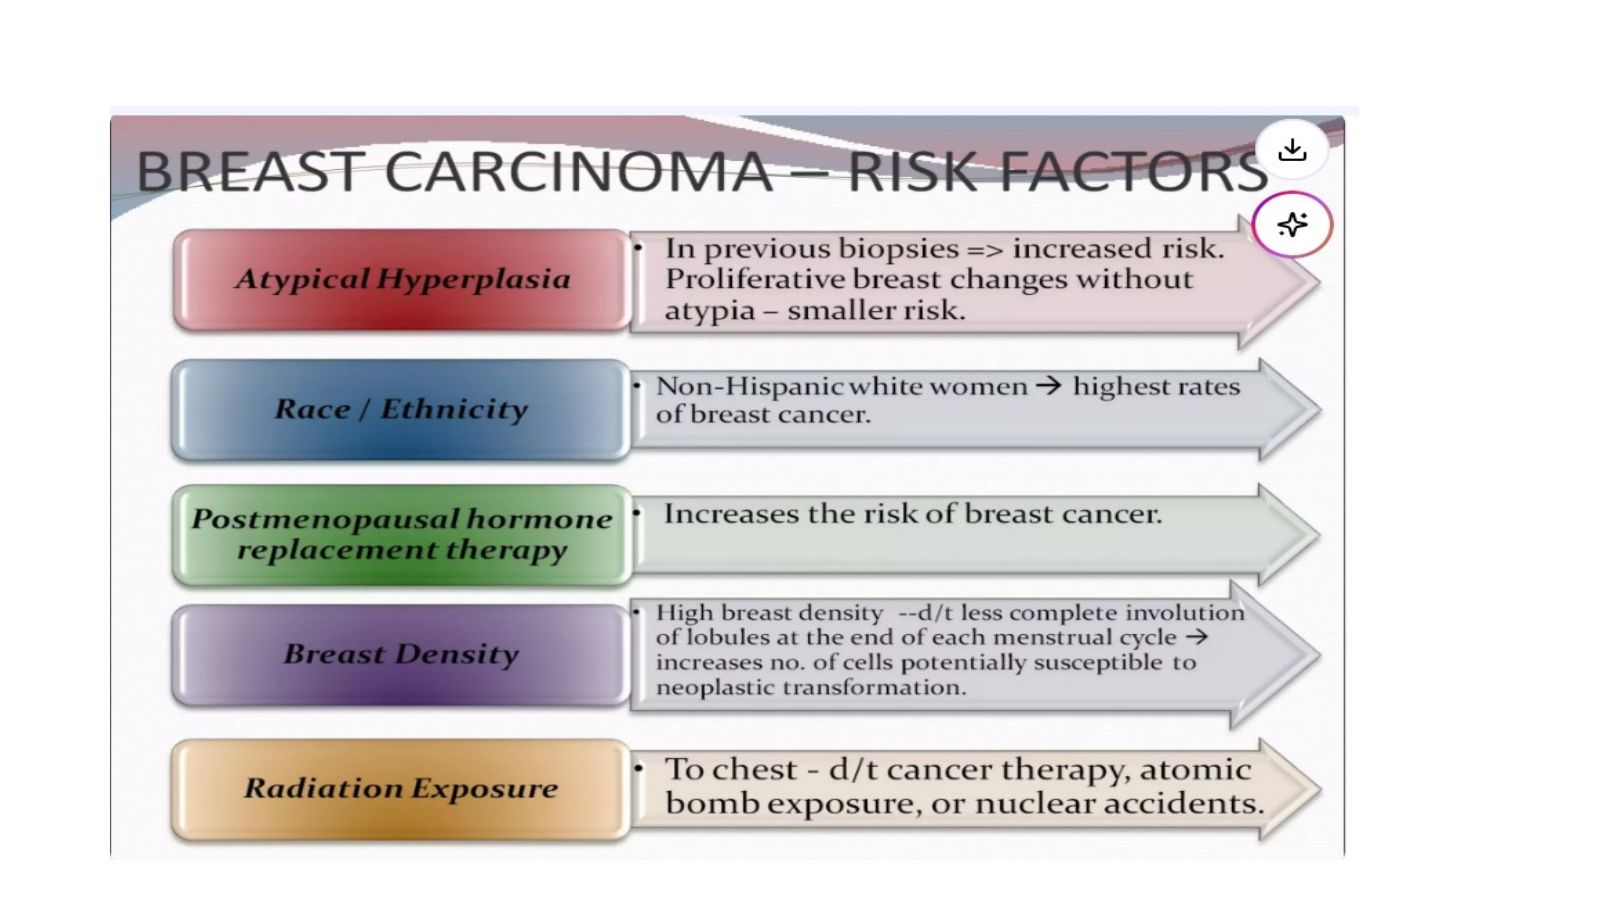 BREAST CARCINOMA – RISK FACTORS
Atypical Hyperplasia
• In previous biopsies => increased risk.
Proliferative breast changes without
atypia – smaller risk.
Race / Ethnicity
• Non-Hispanic white women → highest rates
of breast cancer.
Postmenopausal hormone
replacement therapy
• Increases the risk of breast cancer.
Breast Density
• High breast density --d/t less complete involution
of lobules at the end of each menstrual cycle →
increases no. of cells potentially susceptible to
neoplastic transformation.
Radiation Exposure
• To chest - d/t cancer therapy, atomic
bomb exposure, or nuclear accidents.